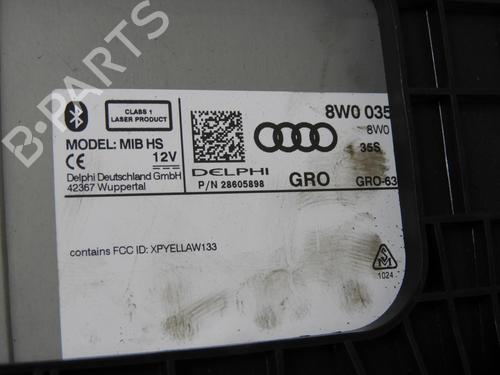 B-PARTS
CLASS 1
LASER PRODUCT
MODEL: MIB HS
CE 12V
Delphi Deutschland GmbH
42367 Wuppertal
DELPHI
P/N 28605898
8W0 035
8W0
35S
GRO GRO-63
contains FCC ID: XPYELLAW133
1024